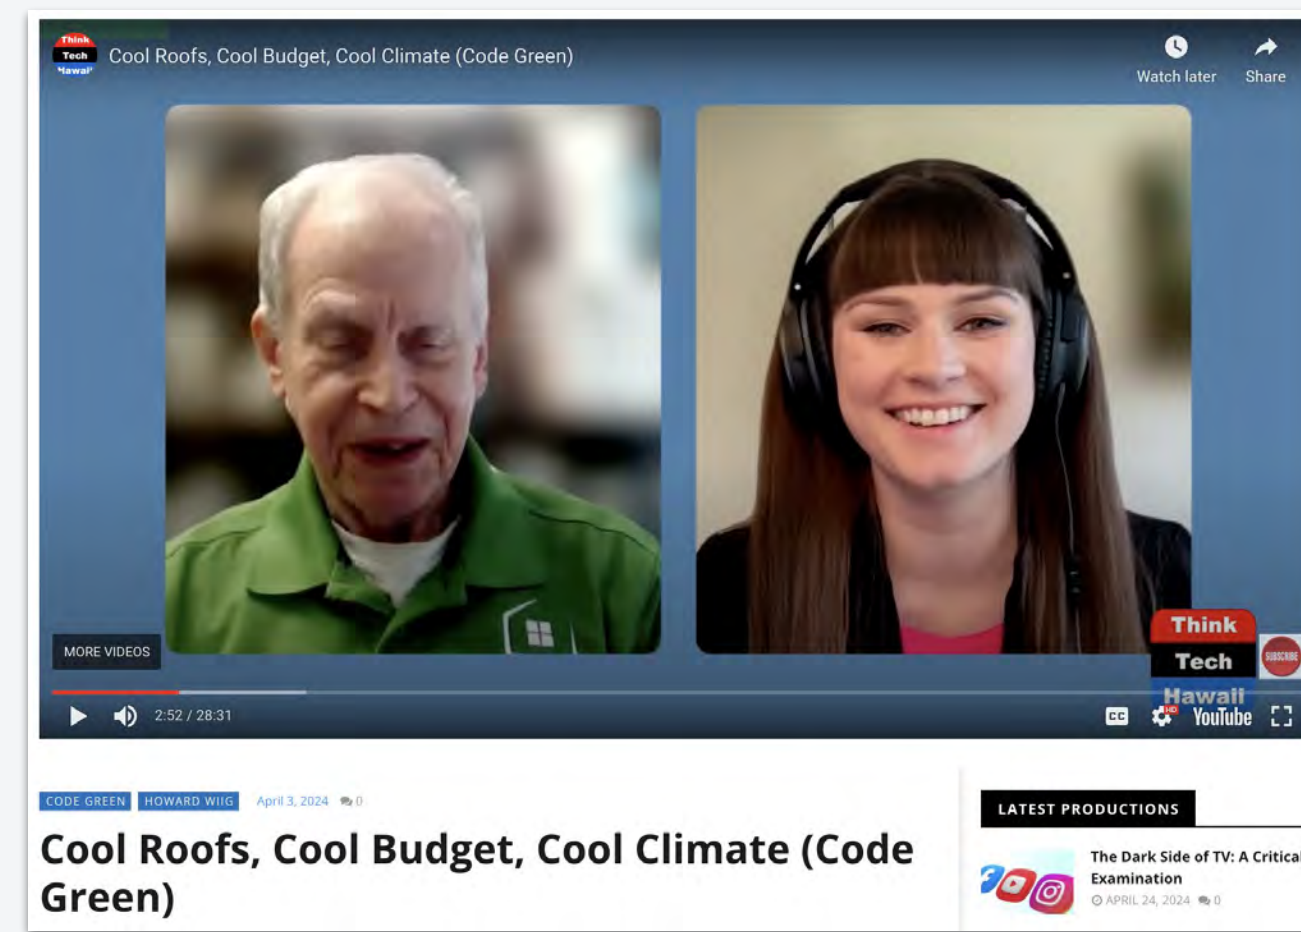 Think
Tech
Hawai'
Cool Roofs, Cool Budget, Cool Climate (Code Green)
Watch later
Share
MORE VIDEOS
Think
Tech
Hawaii
SUBSCRIBE
2:52 / 28:31
CC
HD
YouTube
CODE GREEN
HOWARD WIIG
April 3, 2024
0
Cool Roofs, Cool Budget, Cool Climate (Code
Green)
LATEST PRODUCTIONS
The Dark Side of TV: A Critical
Examination
APRIL 24, 2024
0